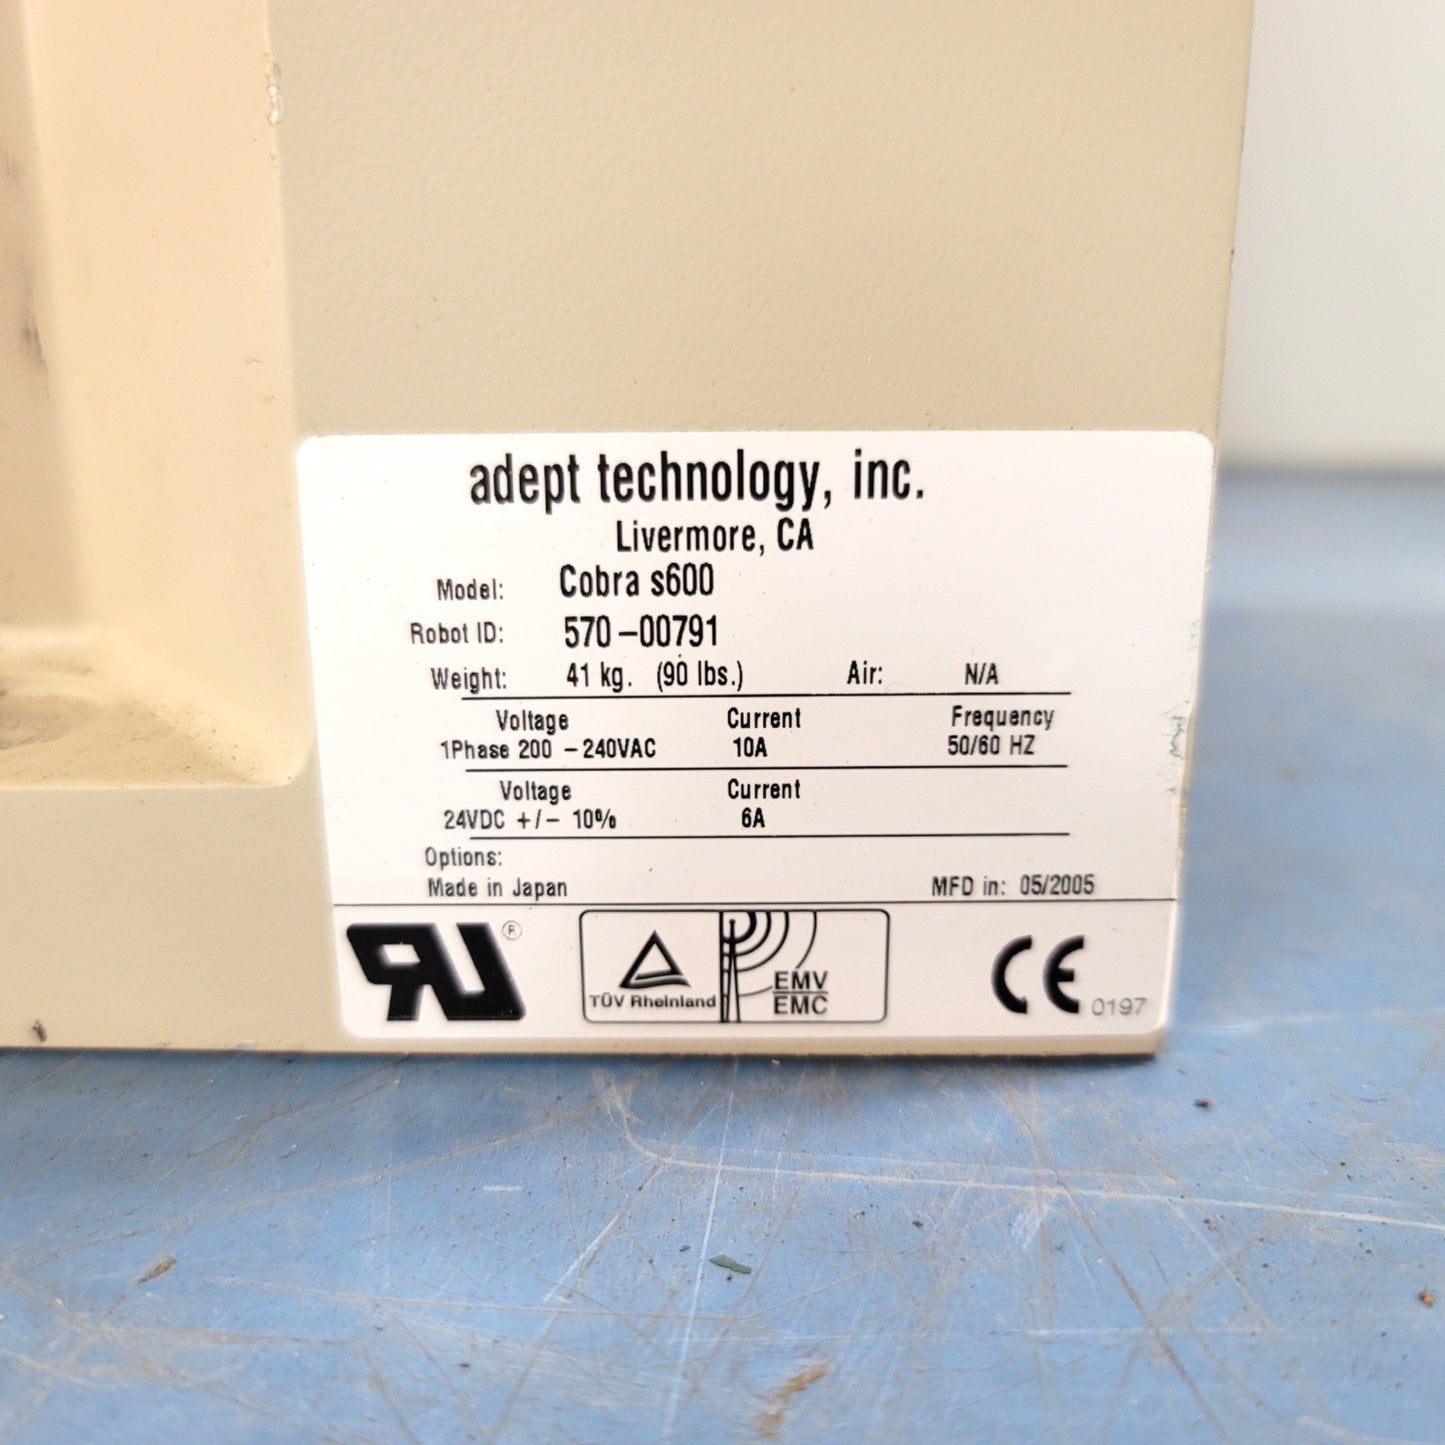 adept technology, inc.
Livermore, CA
Model: Cobra s600
Robot ID: 570-00791
Weight: 41 kg. (90 lbs.) Air: N/A
Voltage Current Frequency
1Phase 200 - 240VAC 10A 50/60 HZ
Voltage Current
24VDC +/- 10% 6A
Options:
Made in Japan MFD in: 05/2005
RU ®
TÜV Rheinland EMV
EMC
CE 0197